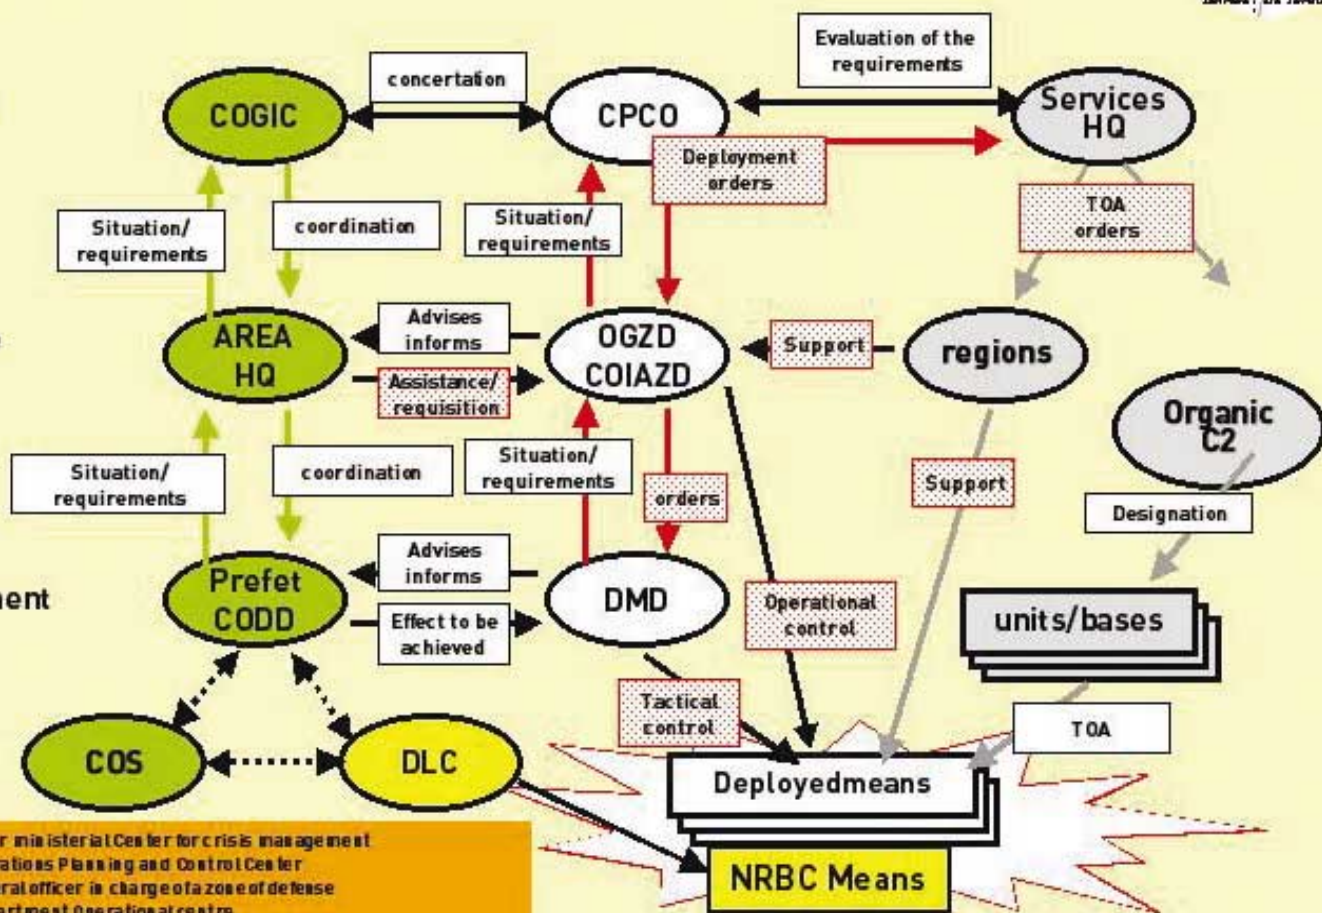 Evaluation of the
requirements
concertation
COGIC
CPCO
Services
HQ
Deployment
orders
Situation/
requirements
coordination
Situation/
requirements
TOA
orders
AREA
HQ
Advises
informs
Assistance/
requisition
OGZD
COIAZD
Support
regions
Organic
C2
Situation/
requirements
coordination
Situation/
requirements
orders
Support
Designation
Prefet
CODD
Advises
informs
Effect to be
achieved
DMD
Operational
control
units/bases
Tactical
control
TOA
COS
DLC
Deployedmeans
NRBC Means
ministerial Center for crisis management
Planning and Control Center
officer in charge of a zone of defense
Operational centre